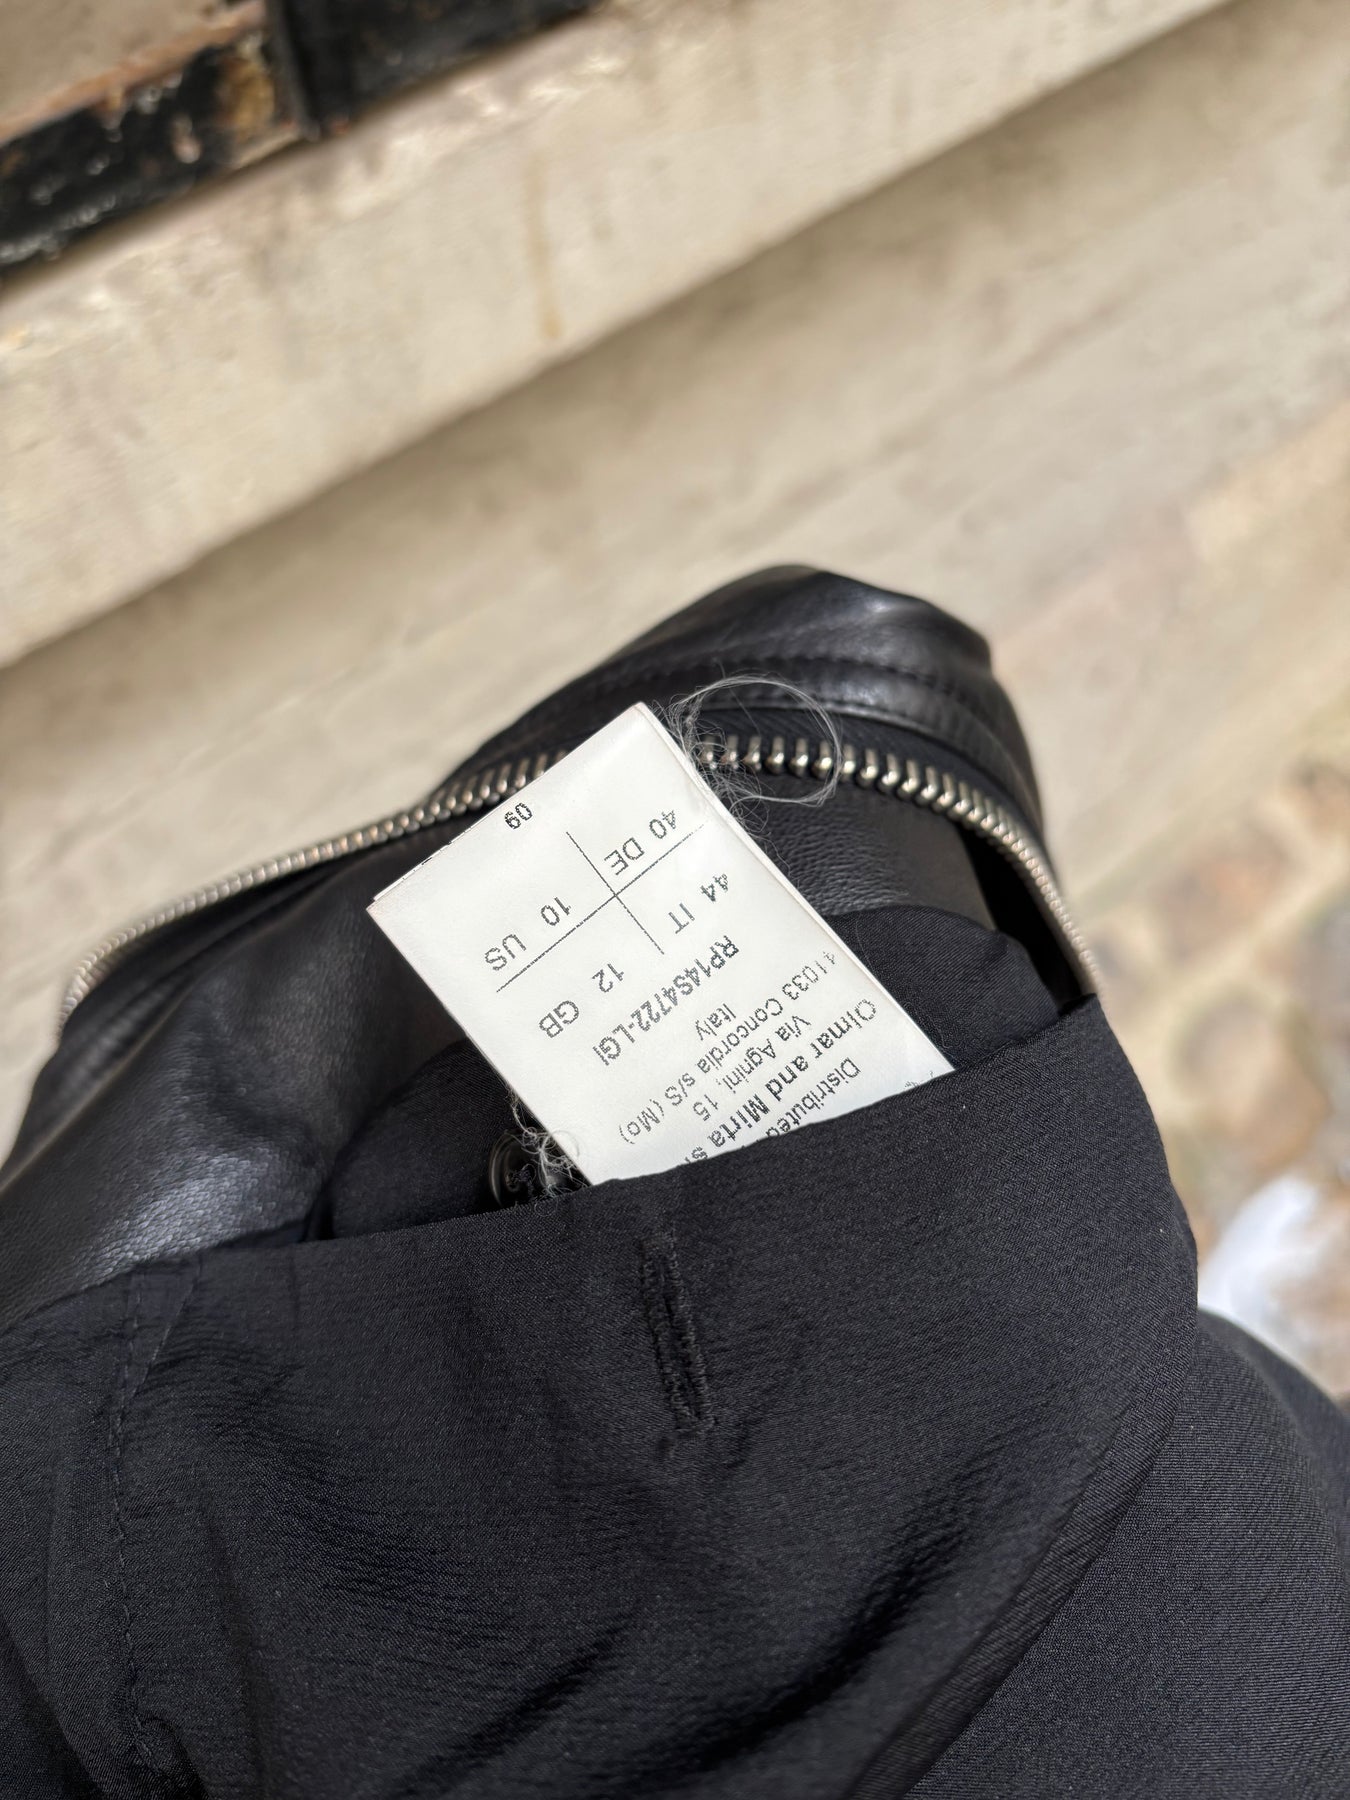 Distributed
Olmar and Mirta
Via Agnini, 15
41033 Concordia s/S (Mo)
Italy
RP14S4722-LGI
44 IT 12 GB
40 DE 10 US